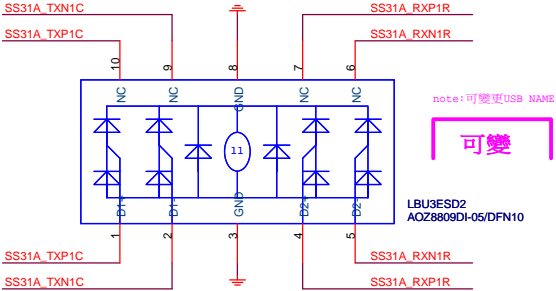 SS31A_TXN1C
SS31A_RXP1R
SS31A_TXP1C
SS31A_RXN1R
10
9
8
7
6
NC
NC
GND
NC
NC
note:可變更USB NAME
可變
11
LBU3ESD2
AOZ8809DI-05/DFN10
D1+
D1-
GND
D2+
D2-
1
2
3
4
5
SS31A_TXP1C
SS31A_RXN1R
SS31A_TXN1C
SS31A_RXP1R